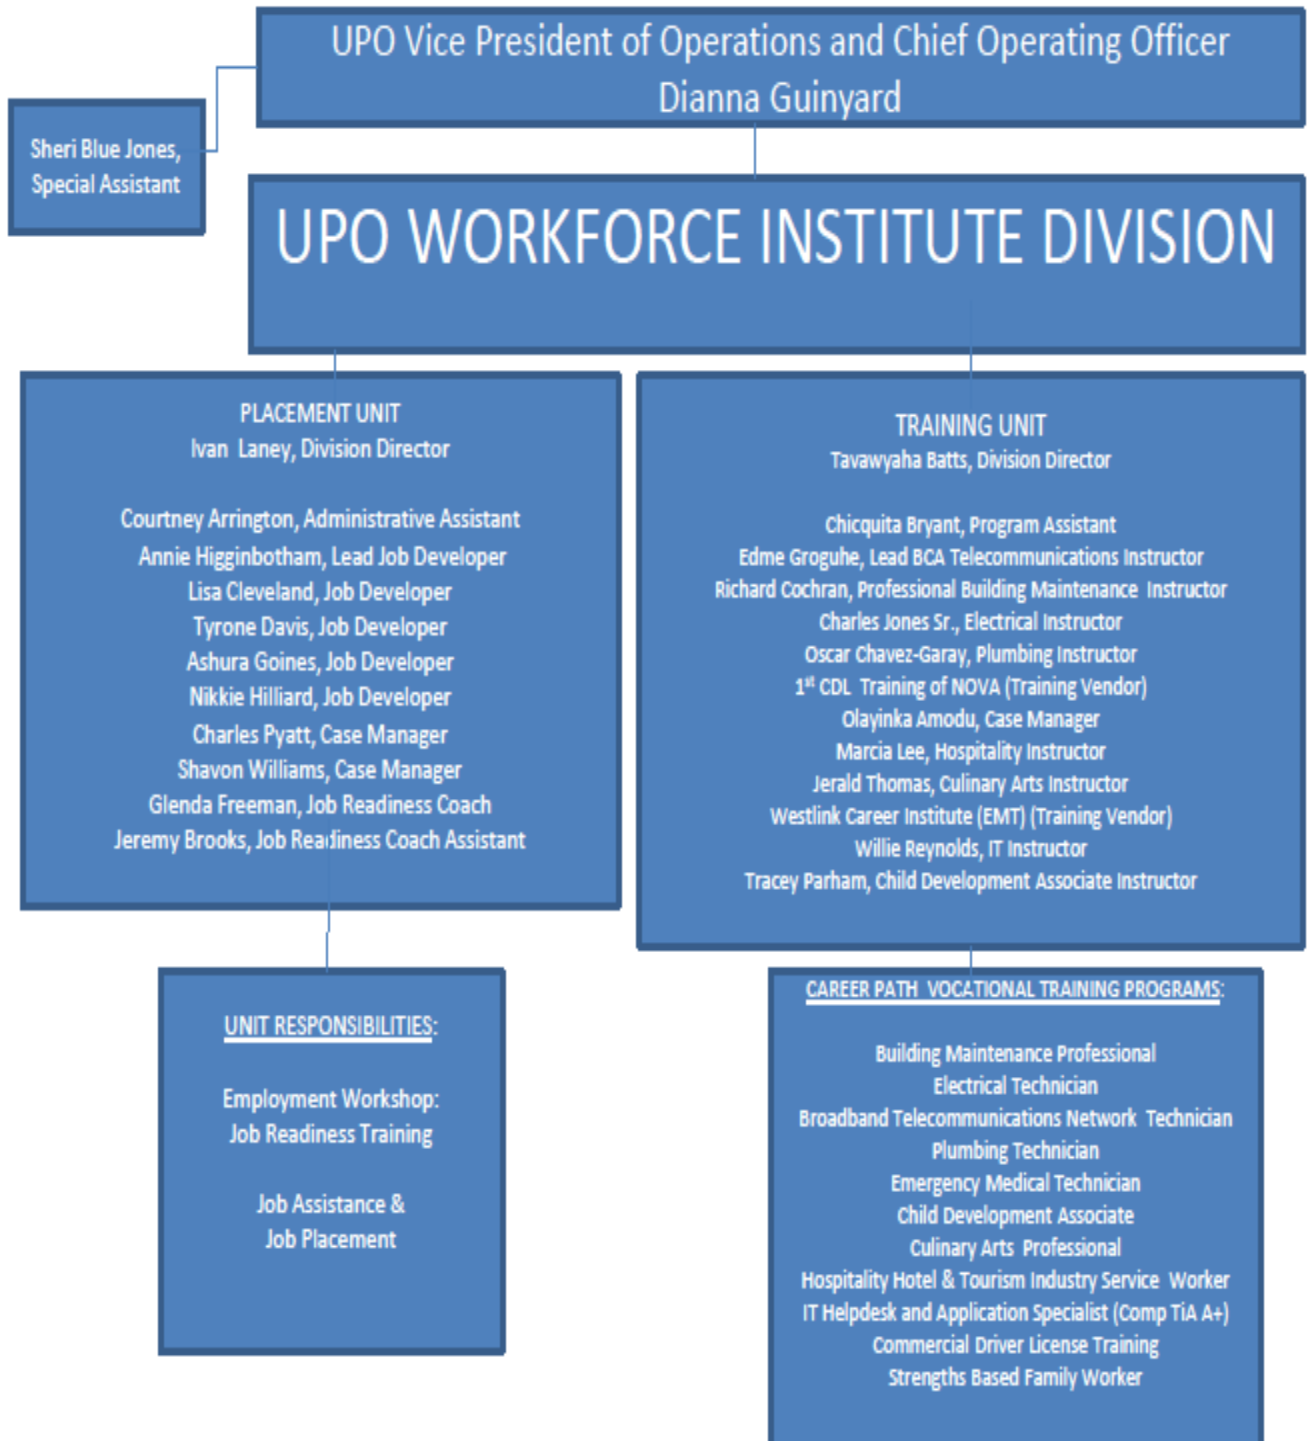 UPO Vice President of Operations and Chief Operating Officer
Dianna Guinyard
Sheri Blue Jones,
Special Assistant
UPO WORKFORCE INSTITUTE DIVISION
PLACEMENT UNIT
Ivan Laney, Division Director
Courtney Arrington, Administrative Assistant
Annie Higginbotham, Lead Job Developer
Lisa Cleveland, Job Developer
Tyrone Davis, Job Developer
Ashura Goines, Job Developer
Nikkie Hilliard, Job Developer
Charles Pyatt, Case Manager
Shavon Williams, Case Manager
Glenda Freeman, Job Readiness Coach
Jeremy Brooks, Job Readiness Coach Assistant
TRAINING UNIT
Tavawyaha Batts, Division Director
Chicquita Bryant, Program Assistant
Edme Groguhe, Lead BCA Telecommunications Instructor
Richard Cochran, Professional Building Maintenance Instructor
Charles Jones Sr., Electrical Instructor
Oscar Chavez-Garay, Plumbing Instructor
1st CDL Training of NOVA (Training Vendor)
Olayinka Amodu, Case Manager
Marcia Lee, Hospitality Instructor
Jerald Thomas, Culinary Arts Instructor
Westlink Career Institute (EMT) (Training Vendor)
Willie Reynolds, IT Instructor
Tracey Parham, Child Development Associate Instructor
UNIT RESPONSIBILITIES:
Employment Workshop:
Job Readiness Training
Job Assistance &
Job Placement
CAREER PATH VOCATIONAL TRAINING PROGRAMS:
Building Maintenance Professional
Electrical Technician
Broadband Telecommunications Network Technician
Plumbing Technician
Emergency Medical Technician
Child Development Associate
Culinary Arts Professional
Hospitality Hotel & Tourism Industry Service Worker
IT Helpdesk and Application Specialist (Comp TiA A+)
Commercial Driver License Training
Strengths Based Family Worker